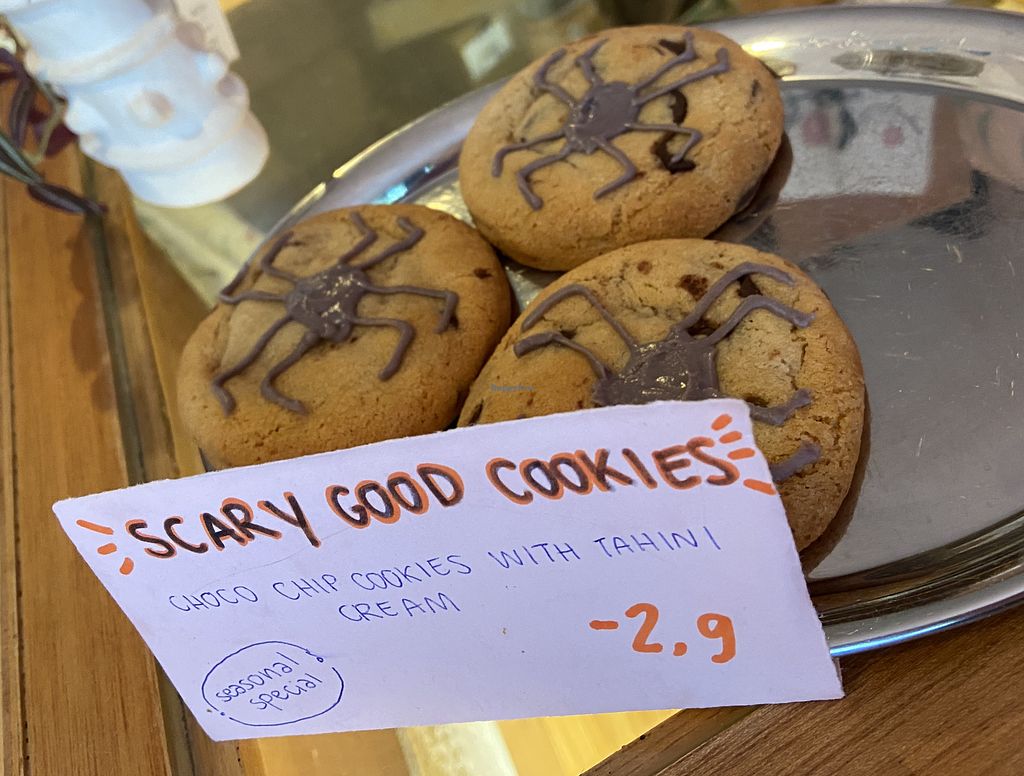 SCARY GOOD COOKIES
CHOCO CHIP COOKIES WITH TAHINI
CREAM
-2,9
seasonal
special